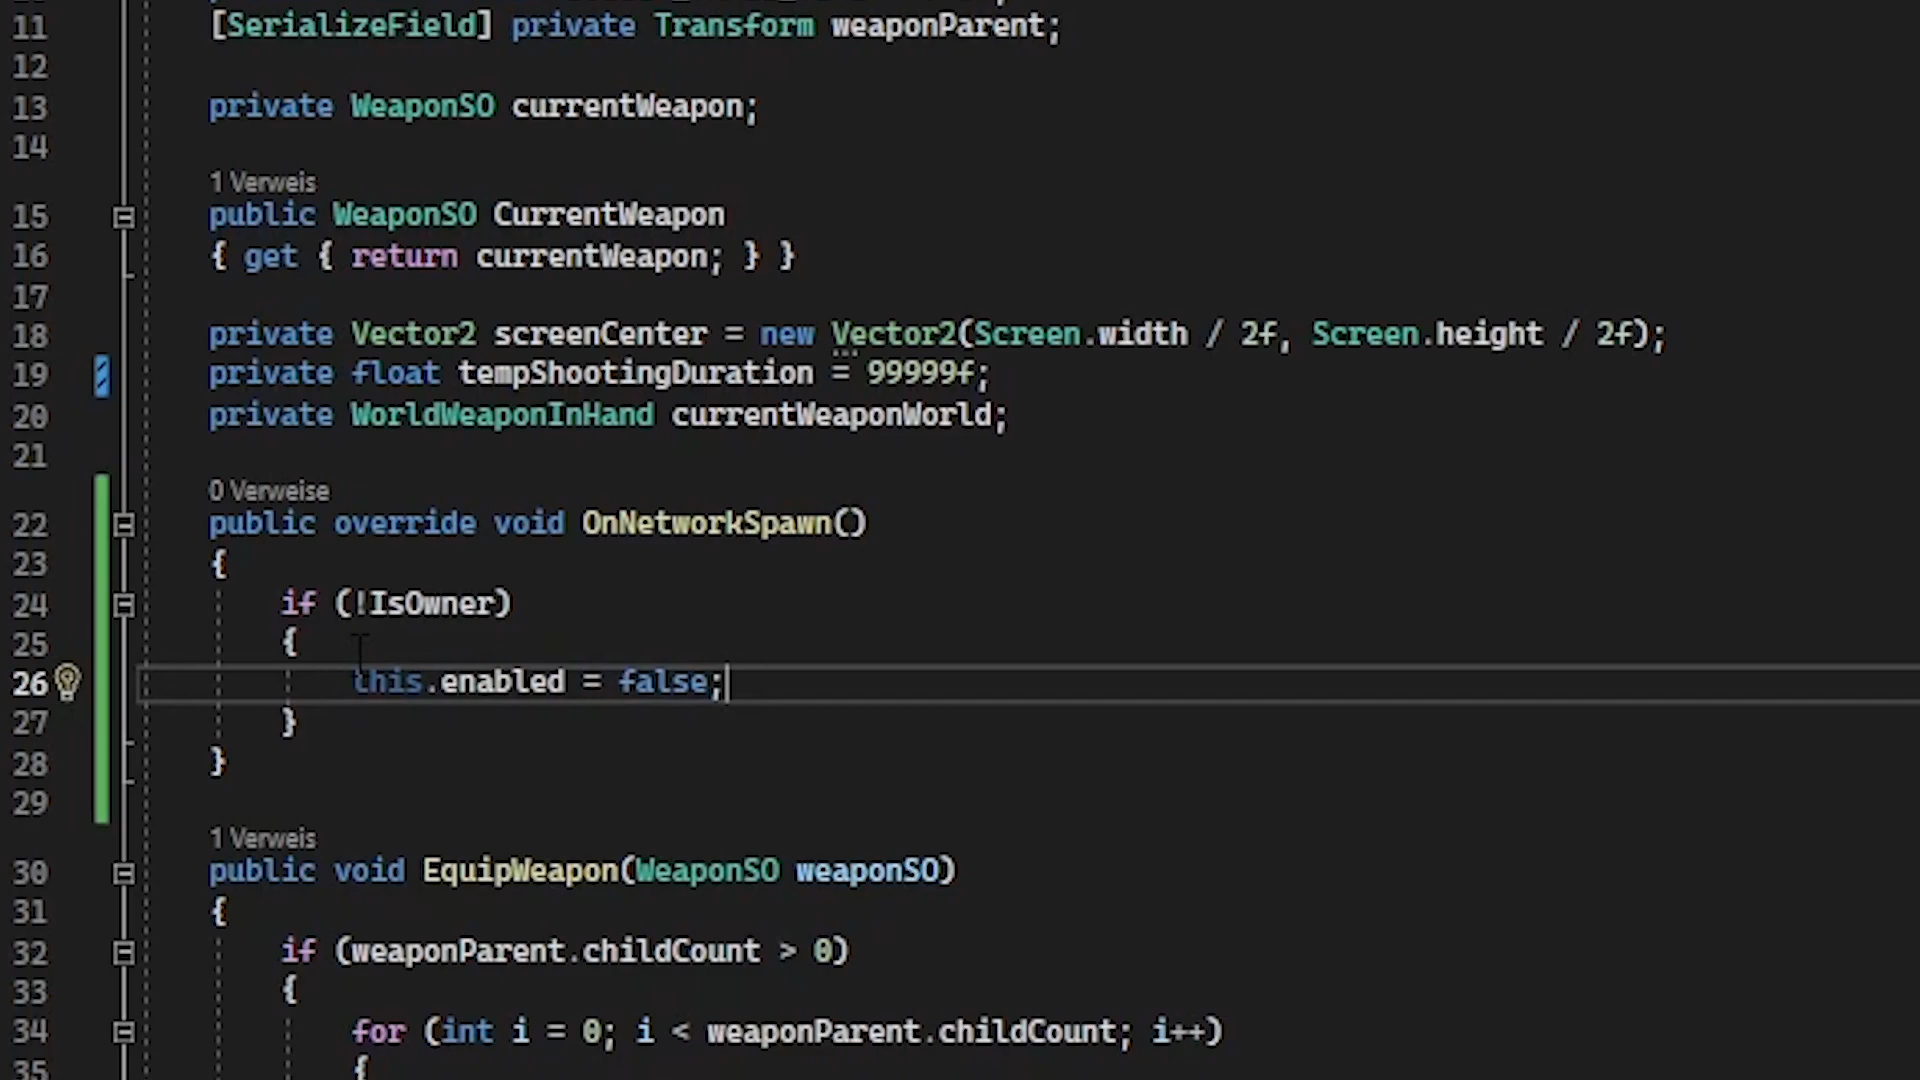 11 [SerializeField] private Transform weaponParent;
12
13 private WeaponSO currentWeapon;
14
1 Verweis
15 public WeaponSO CurrentWeapon
16 { get { return currentWeapon; } }
17
18 private Vector2 screenCenter = new Vector2(Screen.width / 2f, Screen.height / 2f);
19 private float tempShootingDuration = 99999f;
20 private WorldWeaponInHand currentWeaponWorld;
21
0 Verweise
22 public override void OnNetworkSpawn()
23 {
24 if (!IsOwner)
25 {
26 this.enabled = false;
27 }
28 }
29
1 Verweis
30 public void EquipWeapon(WeaponSO weaponSO)
31 {
32 if (weaponParent.childCount > 0)
33 {
34 for (int i = 0; i < weaponParent.childCount; i++)
35 {